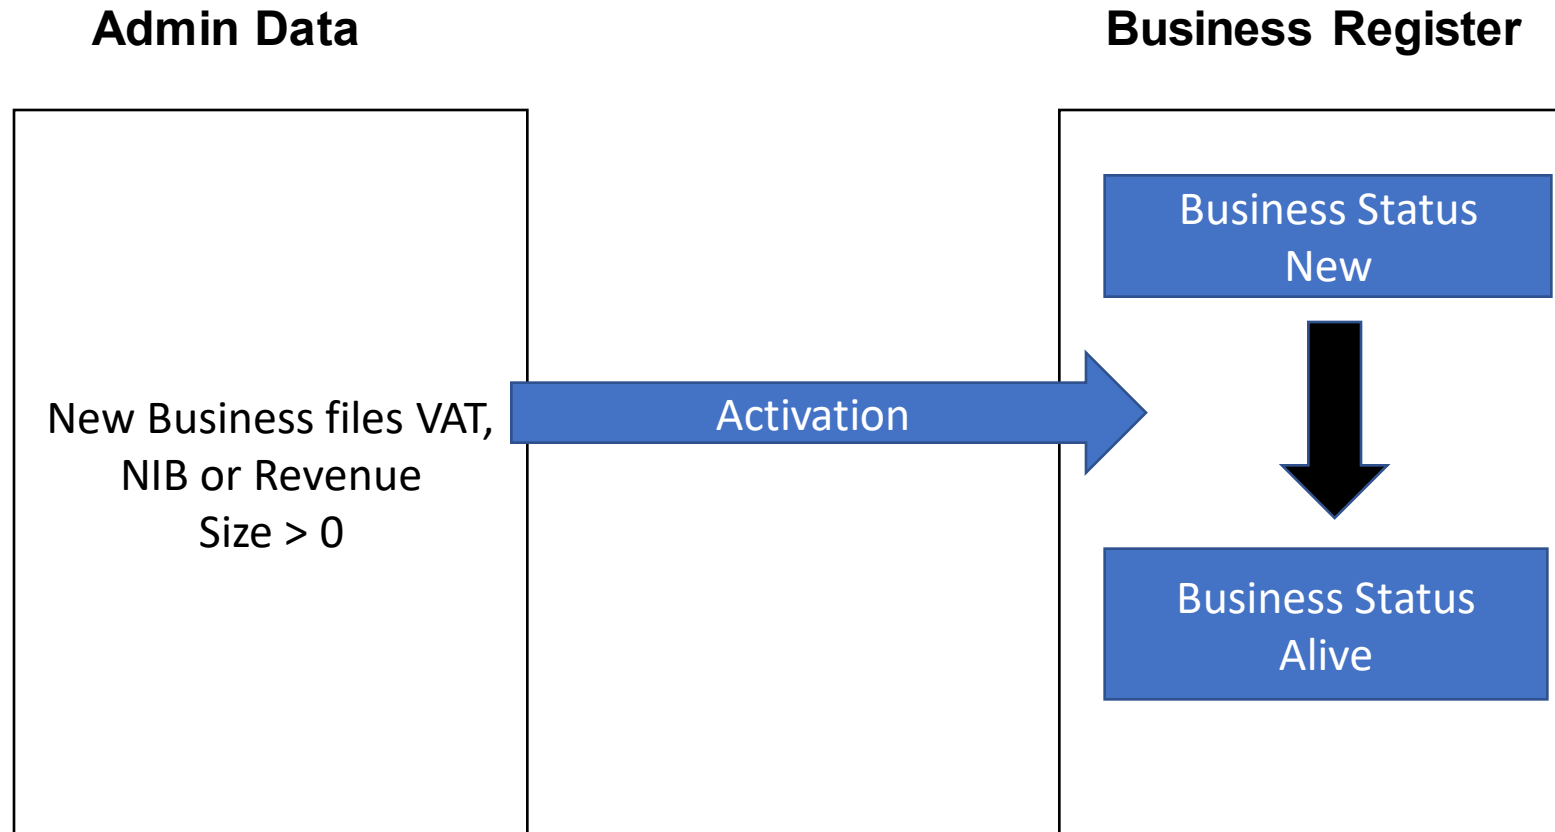 Admin Data
Business Register
New Business files VAT,
NIB or Revenue
Size > 0
Activation
Business Status
New
Business Status
Alive